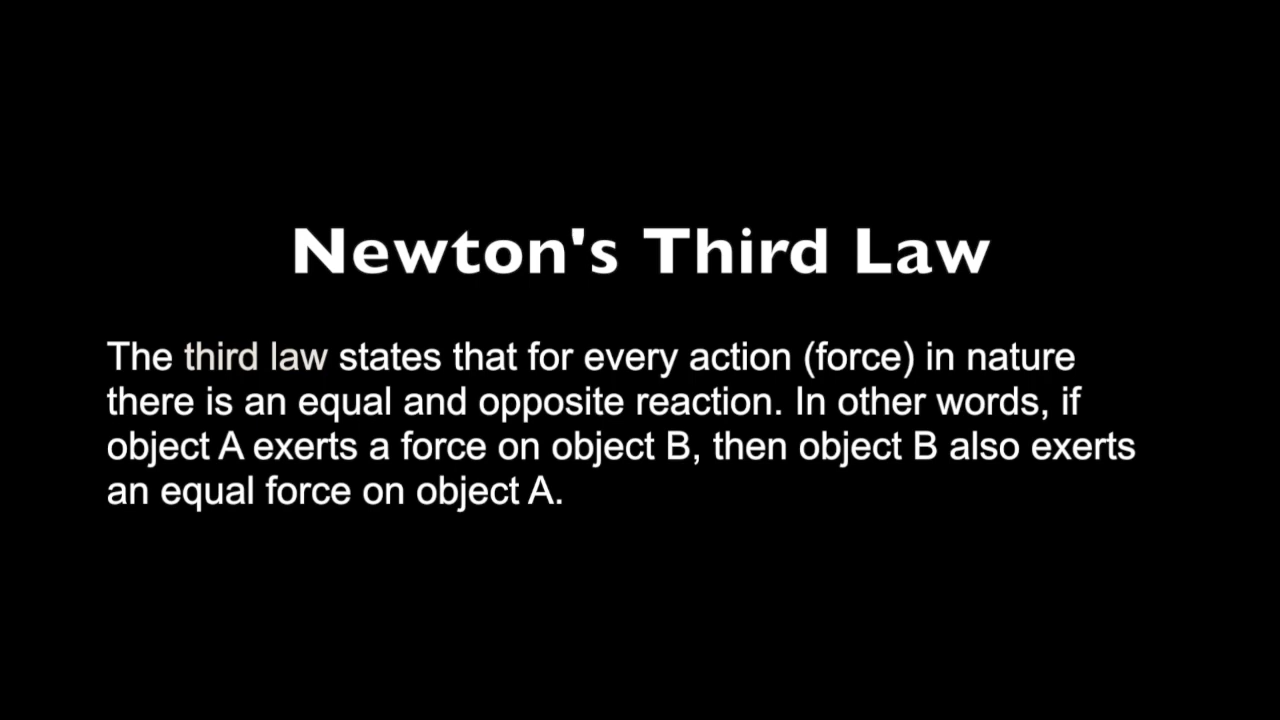 Newton's Third Law
The third law states that for every action (force) in nature
there is an equal and opposite reaction. In other words, if
object A exerts a force on object B, then object B also exerts
an equal force on object A.